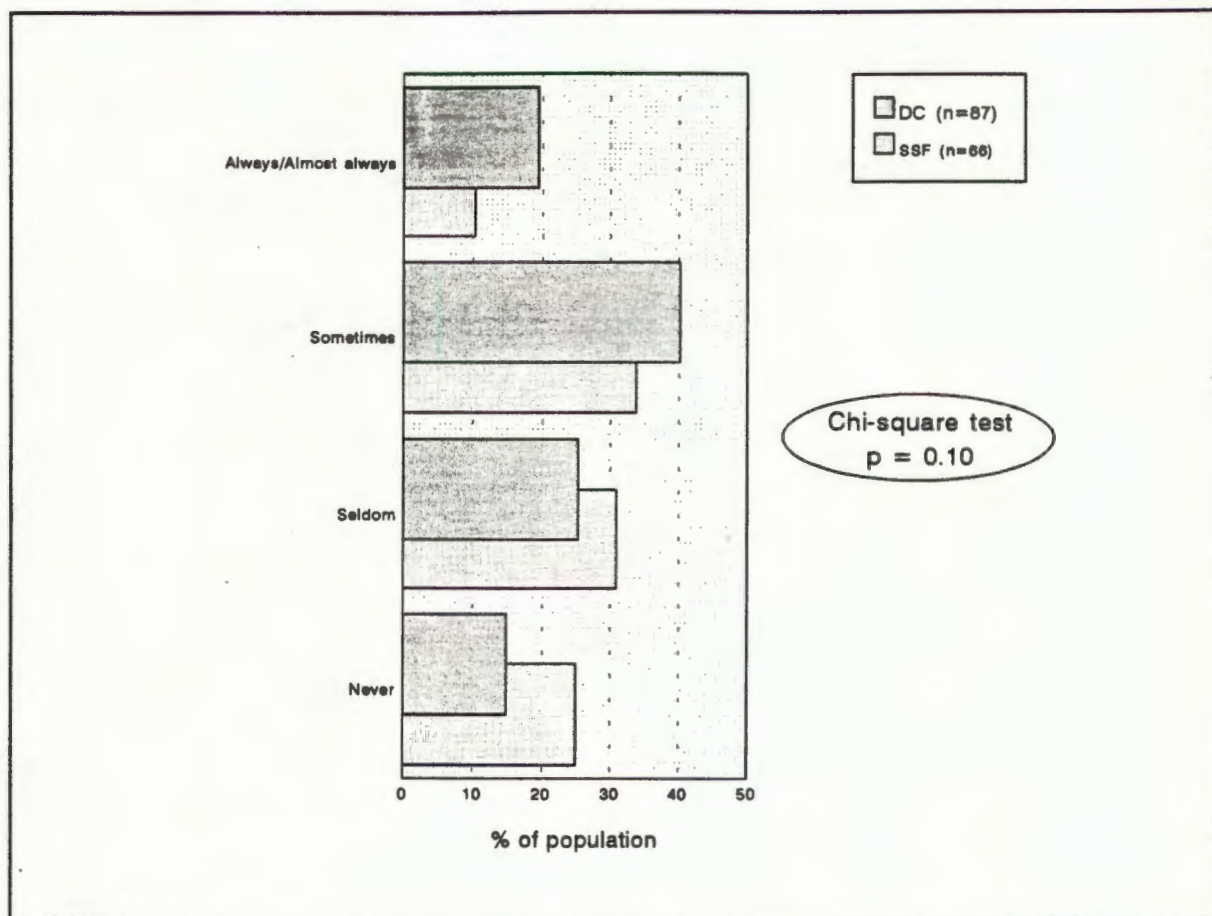 DC (n=87)
SSF (n=66)
Always/Almost always
Sometimes
Chi-square test
p = 0.10
Seldom
Never
0 10 20 30 40 50
% of population